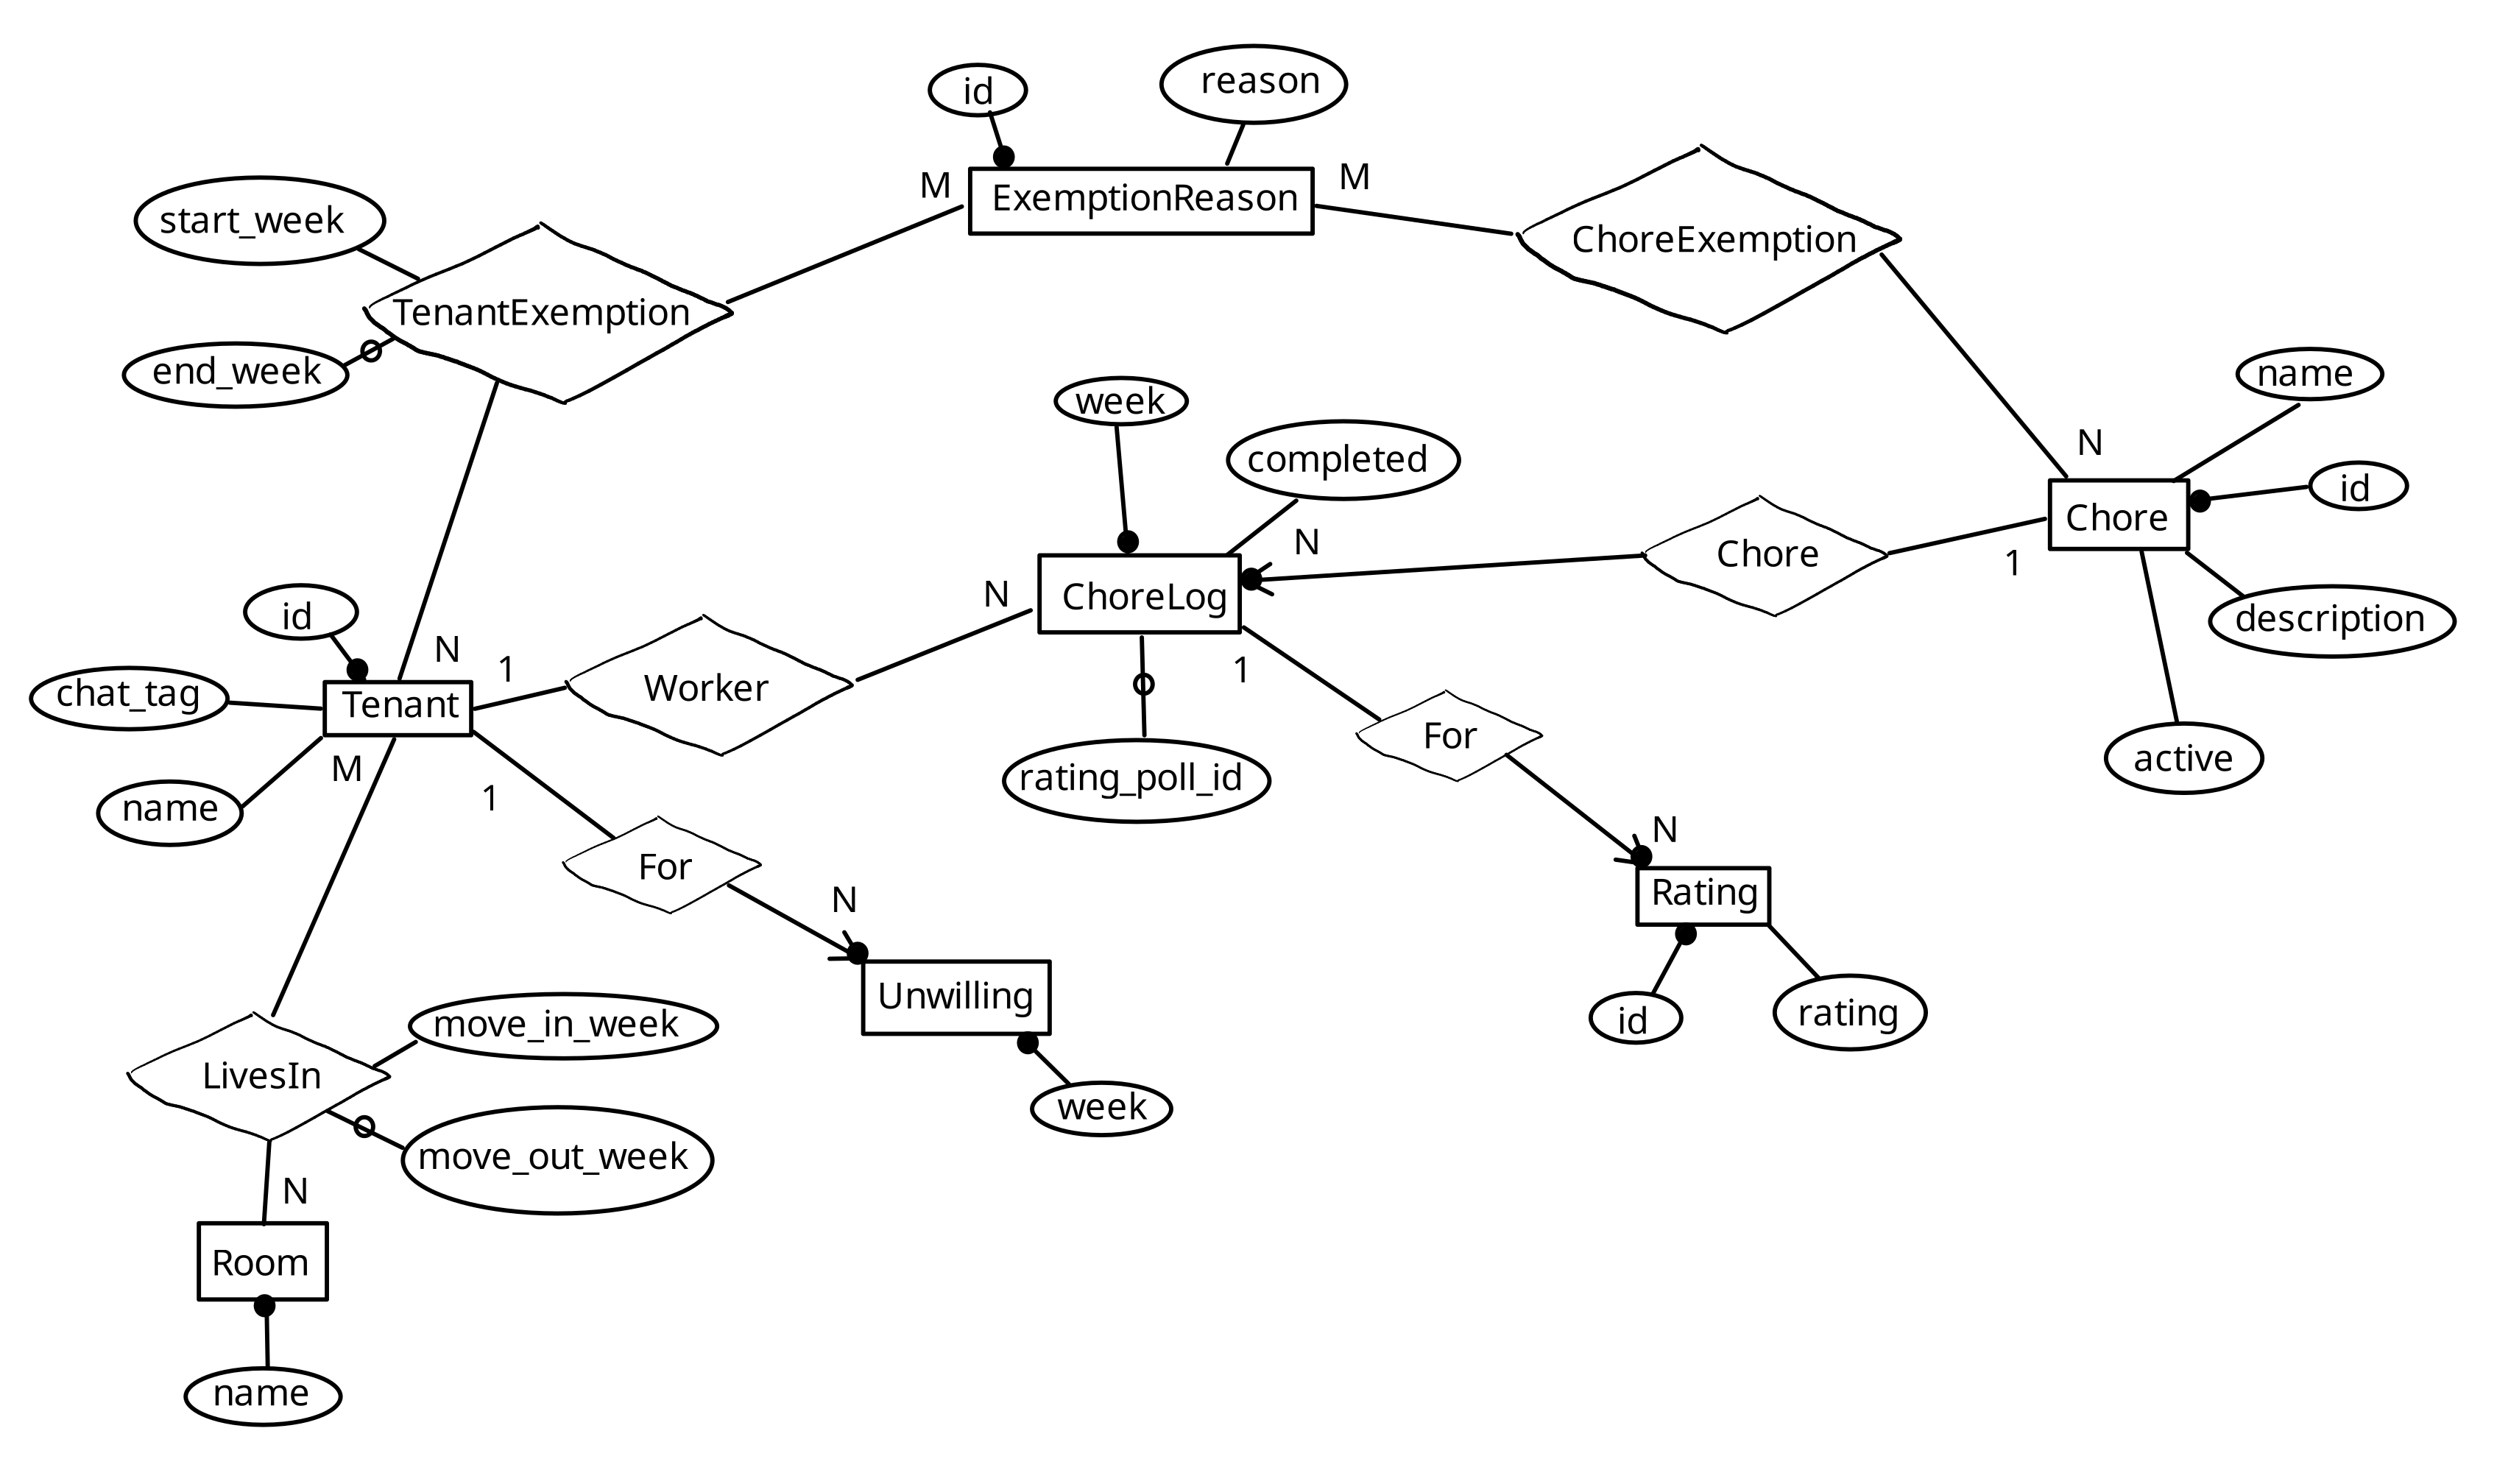 id
reason
ExemptionReason
M
M
start_week
TenantExemption
end_week
ChoreExemption
week
completed
name
N
id
Chore
description
active
Chore
1
N
ChoreLog
N
rating_poll_id
id
chat_tag
Tenant
name
N
1
Worker
M
1
1
For
N
Rating
id
rating
For
N
Unwilling
week
LivesIn
move_in_week
move_out_week
N
Room
name